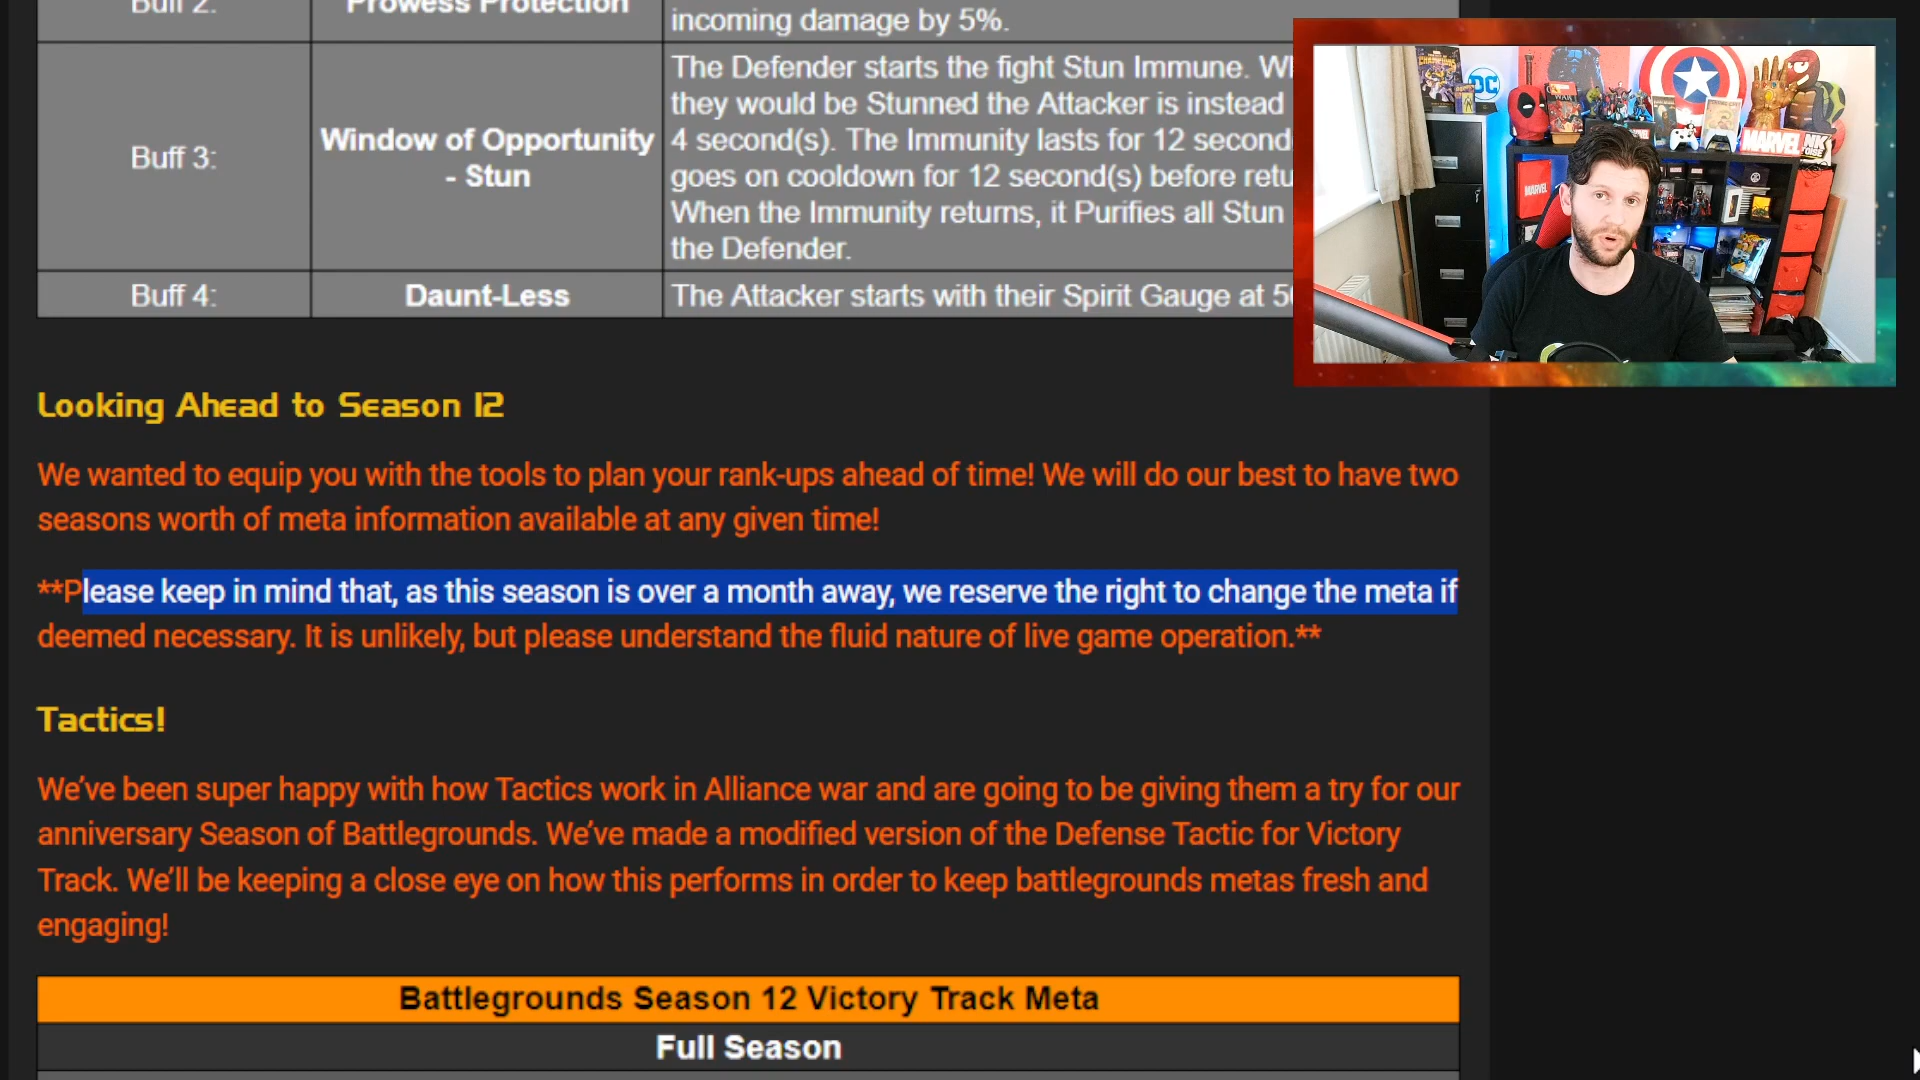 Buff 2:
Prowess Protection
incoming damage by 5%.
Buff 3:
Window of Opportunity
- Stun
The Defender starts the fight Stun Immune.
they would be Stunned the Attacker is instead
4 second(s). The Immunity lasts for 12
goes on cooldown for 12 second(s) before
When the Immunity returns, it Purifies all Stun
the Defender.
Buff 4:
Daunt-Less
The Attacker starts with their Spirit Gauge at
Looking Ahead to Season 12
We wanted to equip you with the tools to plan your rank-ups ahead of time! We will do our best to have two
seasons worth of meta information available at any given time!
**Please keep in mind that, as this season is over a month away, we reserve the right to change the meta if
deemed necessary. It is unlikely, but please understand the fluid nature of live game operation.**
Tactics!
We've been super happy with how Tactics work in Alliance war and are going to be giving them a try for our
anniversary Season of Battlegrounds. We've made a modified version of the Defense Tactic for Victory
Track. We'll be keeping a close eye on how this performs in order to keep battlegrounds metas fresh and
engaging!
Battlegrounds Season 12 Victory Track Meta
Full Season
DC
MARVEL
MARVEL